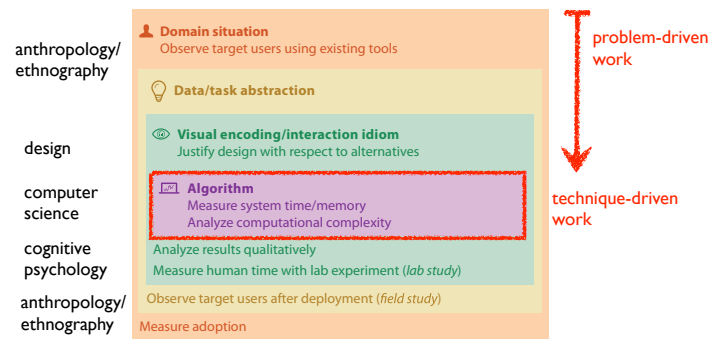 Domain situation
Observe target users using existing tools
anthropology/
ethnography
problem-driven
work
Data/task abstraction
Visual encoding/interaction idiom
Justify design with respect to alternatives
design
Algorithm
Measure system time/memory
Analyze computational complexity
computer
science
technique-driven
work
Analyze results qualitatively
Measure human time with lab experiment (lab study)
cognitive
psychology
Observe target users after deployment (field study)
anthropology/
ethnography
Measure adoption